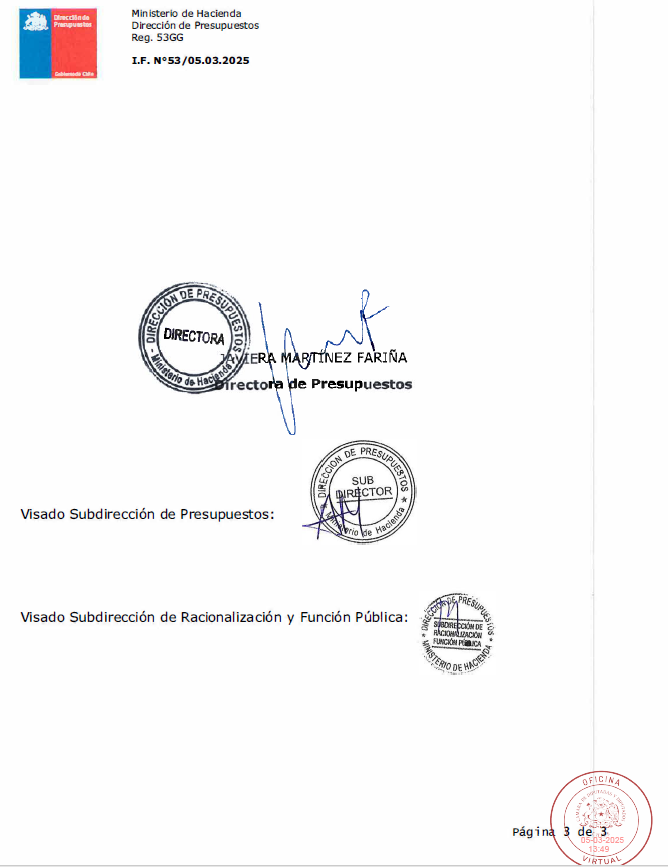 Dirección de
Presupuestos
Gobierno de Chile
Ministerio de Hacienda
Dirección de Presupuestos
Reg. 53GG
I.F. N°53/05.03.2025
DIRECCIÓN DE PRESUPUESTOS
DIRECTORA
Ministerio de Hacienda
JAVIERA MARTÍNEZ FARIÑA
Directora de Presupuestos
DIRECCION DE PRESUPUESTOS
SUB
DIRECTOR
Ministerio de Hacienda
Visado Subdirección de Presupuestos:
Visado Subdirección de Racionalización y Función Pública:
DIRECCIÓN DE PRESUPUESTOS
SUBDIRECCIÓN DE
RACIONALIZACIÓN
FUNCIÓN PÚBLICA
MINISTERIO DE HACIENDA
OFICINA
05-03-2025
13:49
VIRTUAL
Página 3 de 3